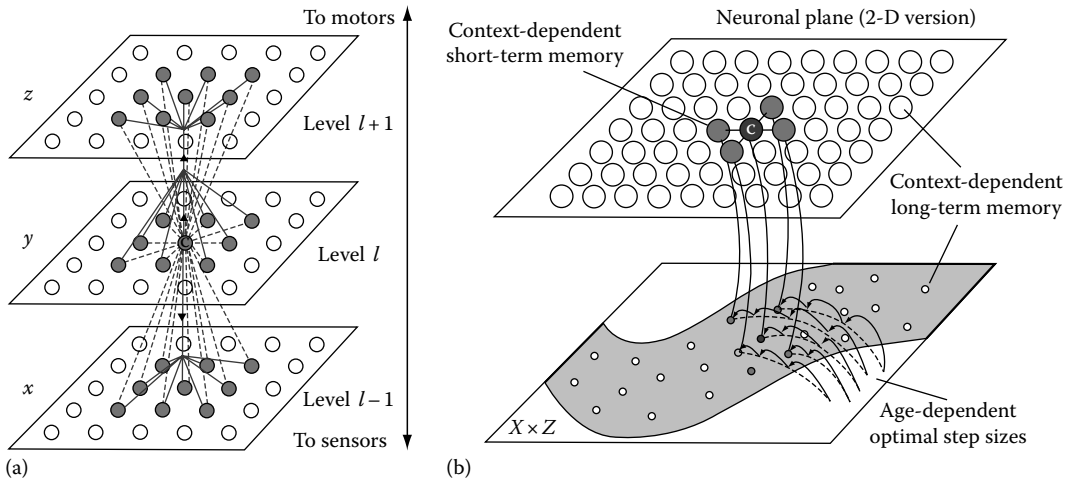 To motors
z
Level l + 1
y
C
Level l
x
Level l – 1
To sensors
(a)
Neuronal plane (2-D version)
Context-dependent
short-term memory
C
Context-dependent
long-term memory
X × Z
Age-dependent
optimal step sizes
(b)